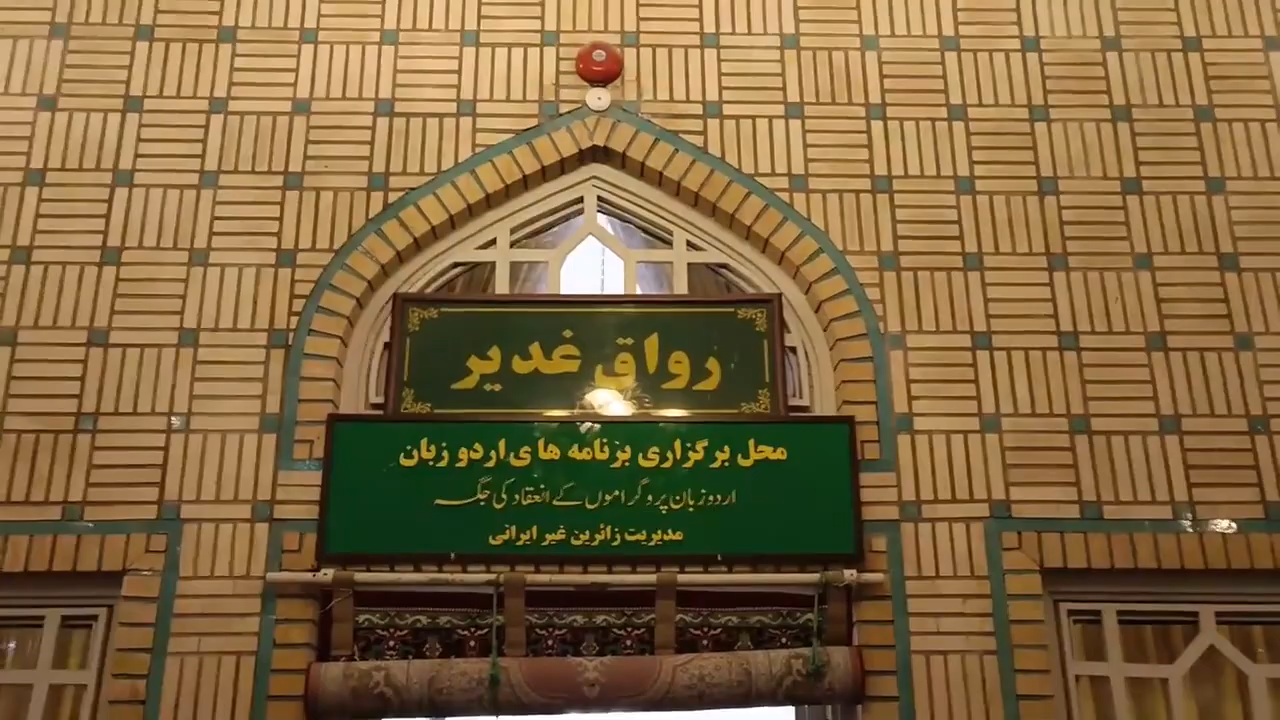 رواق غدیر
محل برگزاری برنامه های اردو زبان
اردو زبان پروگراموں کے انعقاد کی جگہ
مدیریت زائرین غیر ایرانی